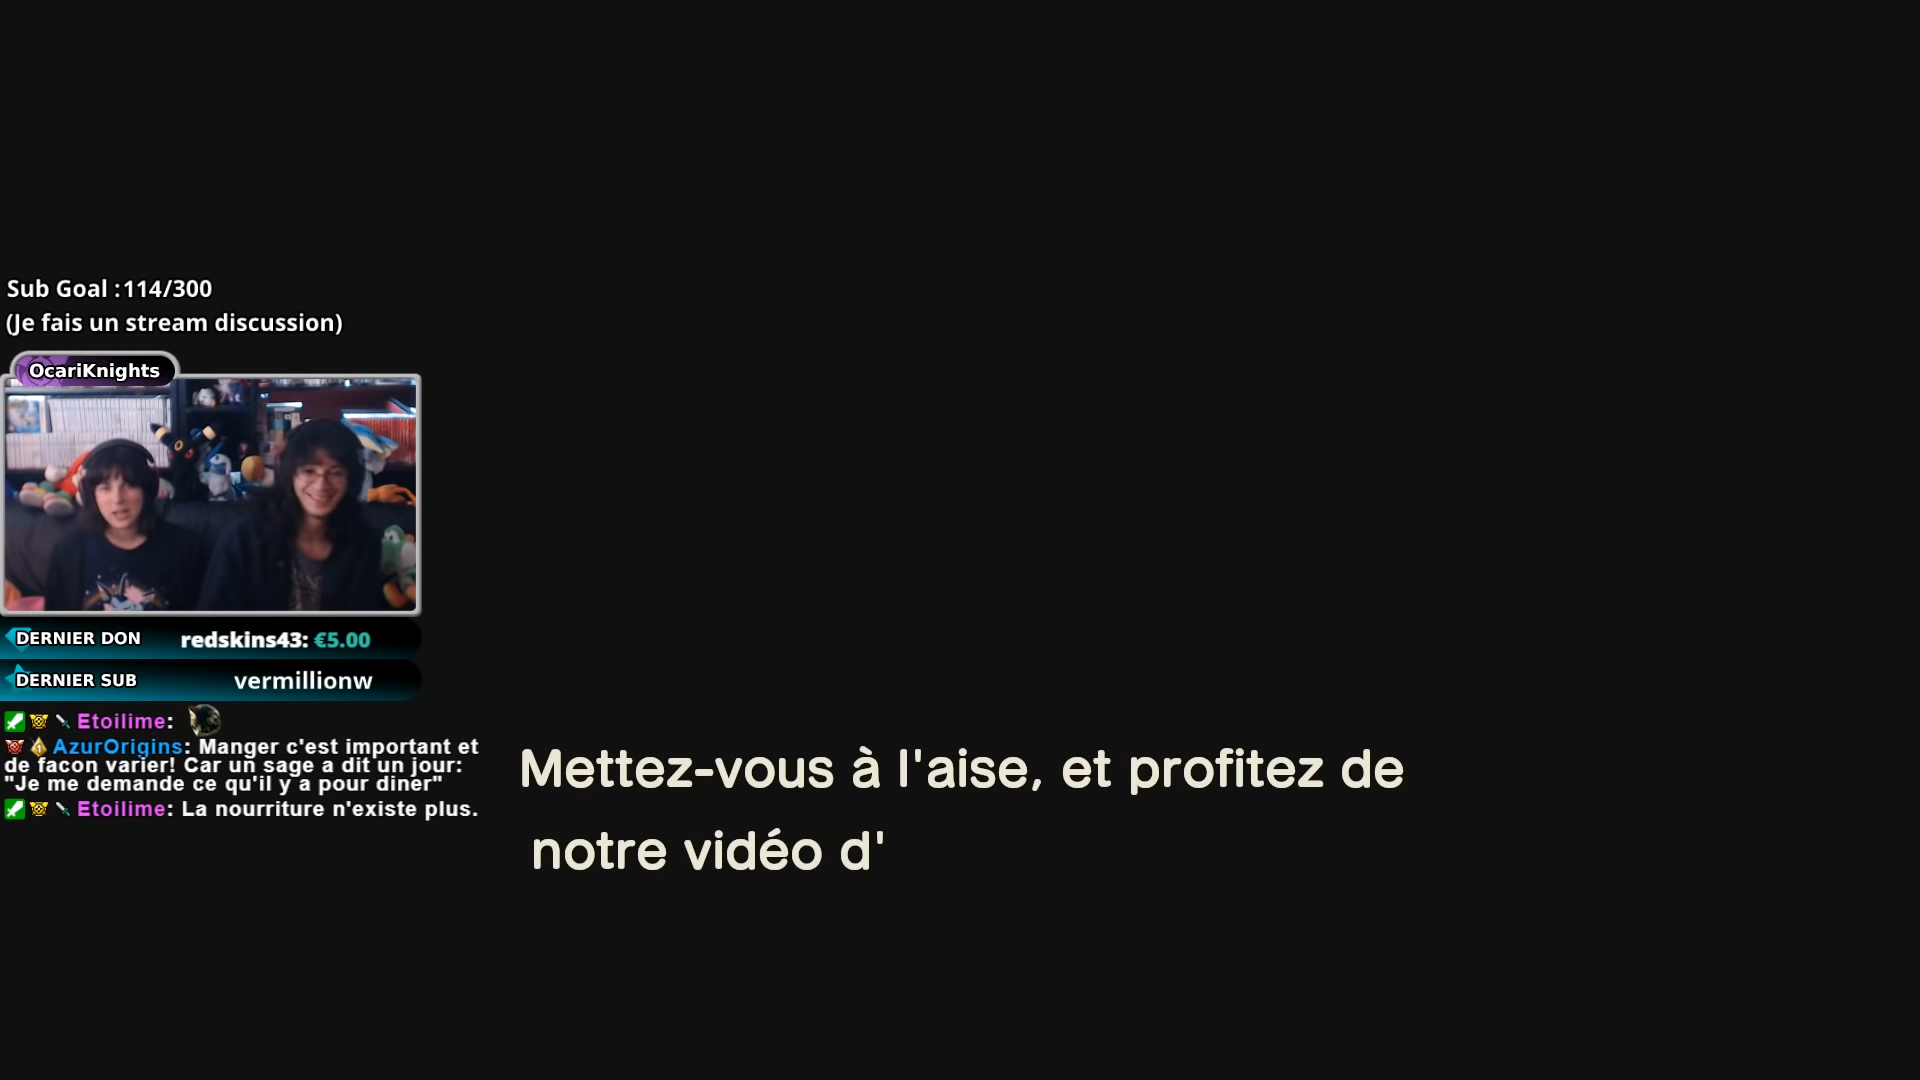 Sub Goal :114/300
(Je fais un stream discussion)
OcariKnights
DERNIER DON redskins43: €5.00
DERNIER SUB vermillionw
Etoilime:
AzurOrigins: Manger c'est important et
de facon varier! Car un sage a dit un jour:
"Je me demande ce qu'il y a pour diner"
Etoilime: La nourriture n'existe plus.
Mettez-vous à l'aise, et profitez de
notre vidéo d'